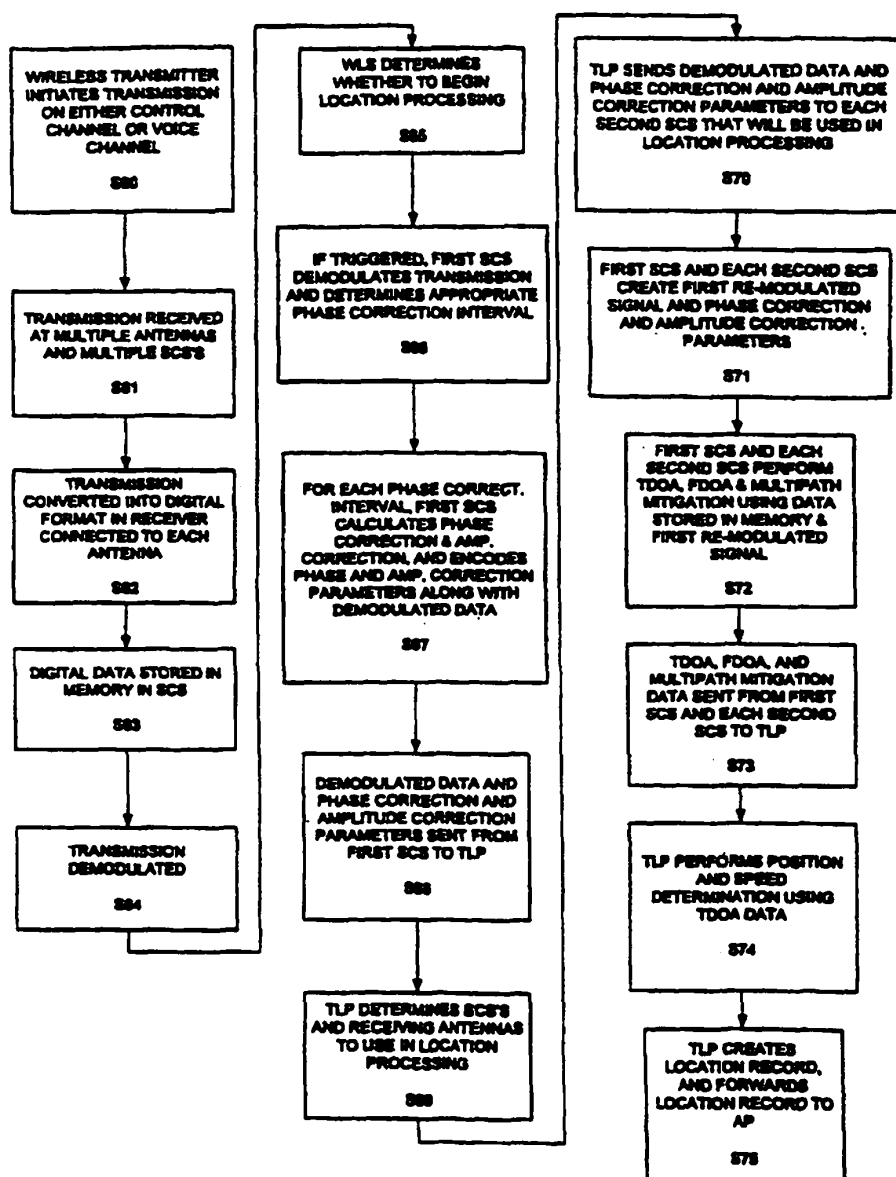 WIRELESS TRANSMITTER
INITIATES TRANSMISSION
ON EITHER CONTROL
CHANNEL OR VOICE
CHANNEL
S60
TRANSMISSION RECEIVED
AT MULTIPLE ANTENNAS
AND MULTIPLE SCS'S
S61
TRANSMISSION
CONVERTED INTO DIGITAL
FORMAT IN RECEIVER
CONNECTED TO EACH
ANTENNA
S62
DIGITAL DATA STORED IN
MEMORY IN SCS
S63
TRANSMISSION
DEMODULATED
S64
WLS DETERMINES
WHETHER TO BEGIN
LOCATION PROCESSING
S65
IF TRIGGERED, FIRST SCS
DEMODULATES TRANSMISSION
AND DETERMINES APPROPRIATE
PHASE CORRECTION INTERVAL
S66
FOR EACH PHASE CORRECT.
INTERVAL, FIRST SCS
CALCULATES PHASE
CORRECTION & AMP.
CORRECTION, AND ENCODES
PHASE AND AMP. CORRECTION
PARAMETERS ALONG WITH
DEMODULATED DATA
S67
DEMODULATED DATA AND
PHASE CORRECTION AND
AMPLITUDE CORRECTION
PARAMETERS SENT FROM
FIRST SCS TO TLP
S68
TLP DETERMINES SCS'S
AND RECEIVING ANTENNAS
TO USE IN LOCATION
PROCESSING
S69
TLP SENDS DEMODULATED DATA AND
PHASE CORRECTION AND AMPLITUDE
CORRECTION PARAMETERS TO EACH
SECOND SCS THAT WILL BE USED IN
LOCATION PROCESSING
S70
FIRST SCS AND EACH SECOND SCS
CREATE FIRST RE-MODULATED
SIGNAL AND PHASE CORRECTION
AND AMPLITUDE CORRECTION
PARAMETERS
S71
FIRST SCS AND EACH
SECOND SCS PERFORM
TDOA, FDOA & MULTIPATH
MITIGATION USING DATA
STORED IN MEMORY &
FIRST RE-MODULATED
SIGNAL
S72
TDOA, FDOA, AND
MULTIPATH MITIGATION
DATA SENT FROM FIRST
SCS AND EACH SECOND
SCS TO TLP
S73
TLP PERFORMS POSITION
AND SPEED
DETERMINATION USING
TDOA DATA
S74
TLP CREATES
LOCATION RECORD,
AND FORWARDS
LOCATION RECORD TO
AP
S75